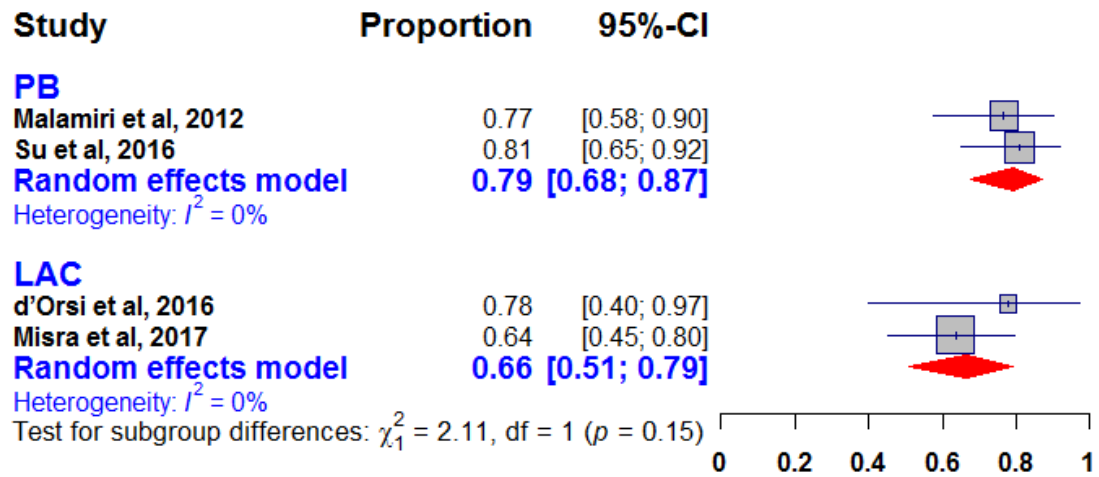 Study Proportion 95%-CI
PB
Malamiri et al, 2012 0.77 [0.58; 0.90]
Su et al, 2016 0.81 [0.65; 0.92]
Random effects model 0.79 [0.68; 0.87]
Heterogeneity: I² = 0%
LAC
d'Orsi et al, 2016 0.78 [0.40; 0.97]
Misra et al, 2017 0.64 [0.45; 0.80]
Random effects model 0.66 [0.51; 0.79]
Heterogeneity: I² = 0%
Test for subgroup differences: χ²₁ = 2.11, df = 1 (p = 0.15)
0 0.2 0.4 0.6 0.8 1